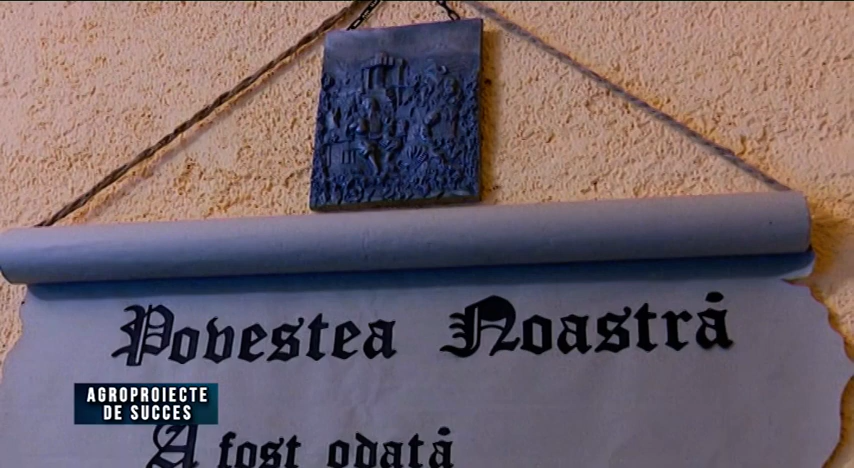 Povestea Noastră
AGROPROIECTE
DE SUCCES
A fost odată